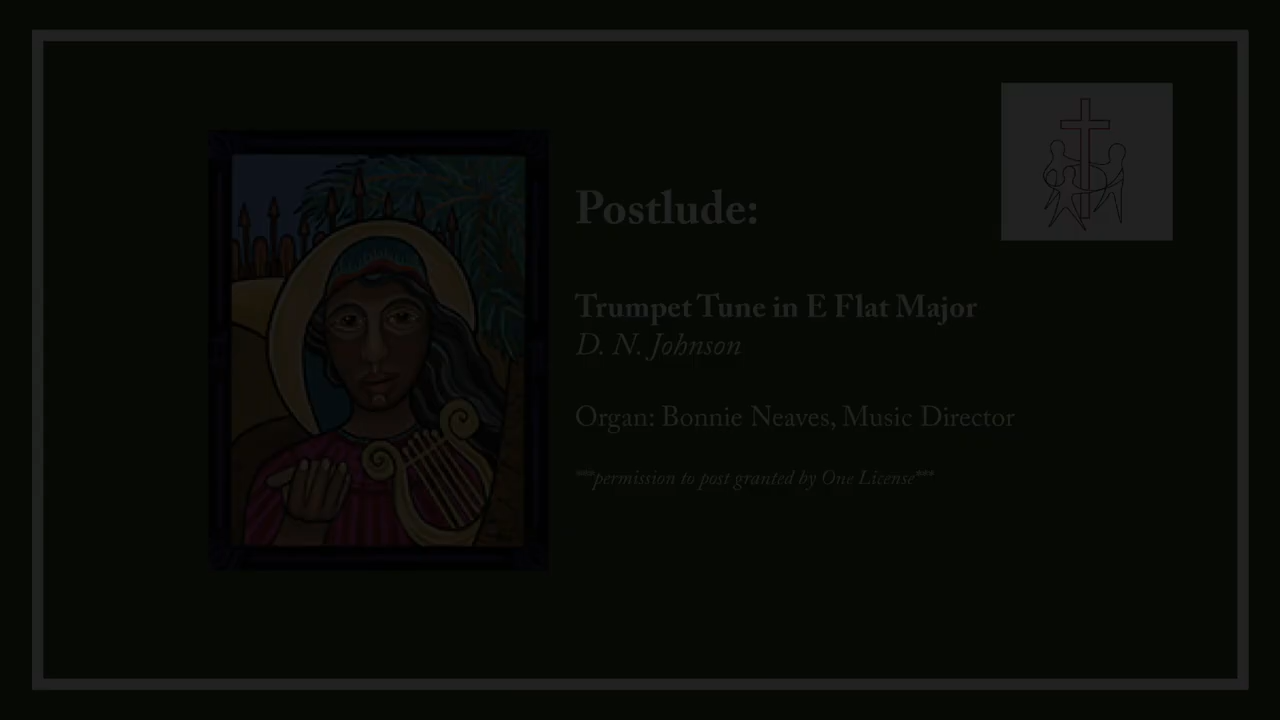 Postlude:
Trumpet Tune in E Flat Major
D. N. Johnson
Organ: Bonnie Neaves, Music Director
***permission to post granted by One License***